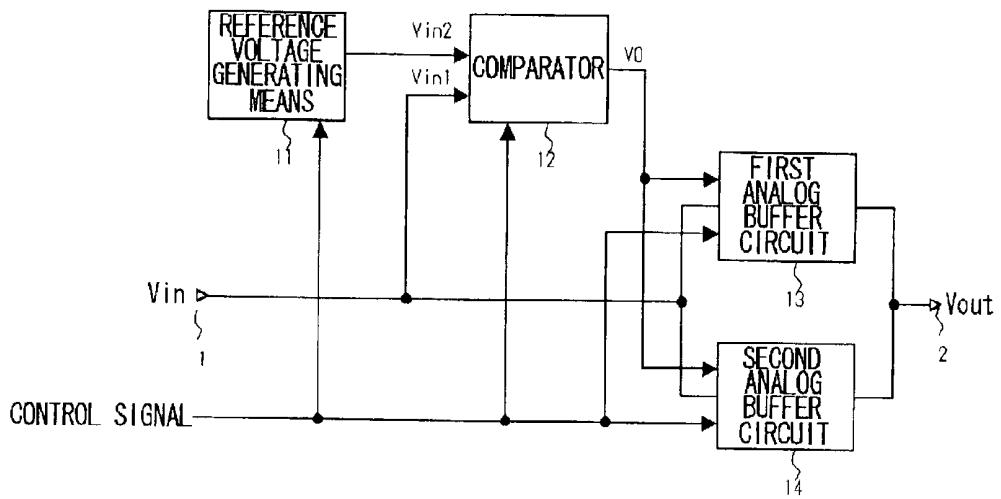 REFERENCE
VOLTAGE
GENERATING
MEANS
11
Vin2
Vin1
COMPARATOR
12
VO
FIRST
ANALOG
BUFFER
CIRCUIT
13
Vin
1
Vout
2
SECOND
ANALOG
BUFFER
CIRCUIT
14
CONTROL SIGNAL